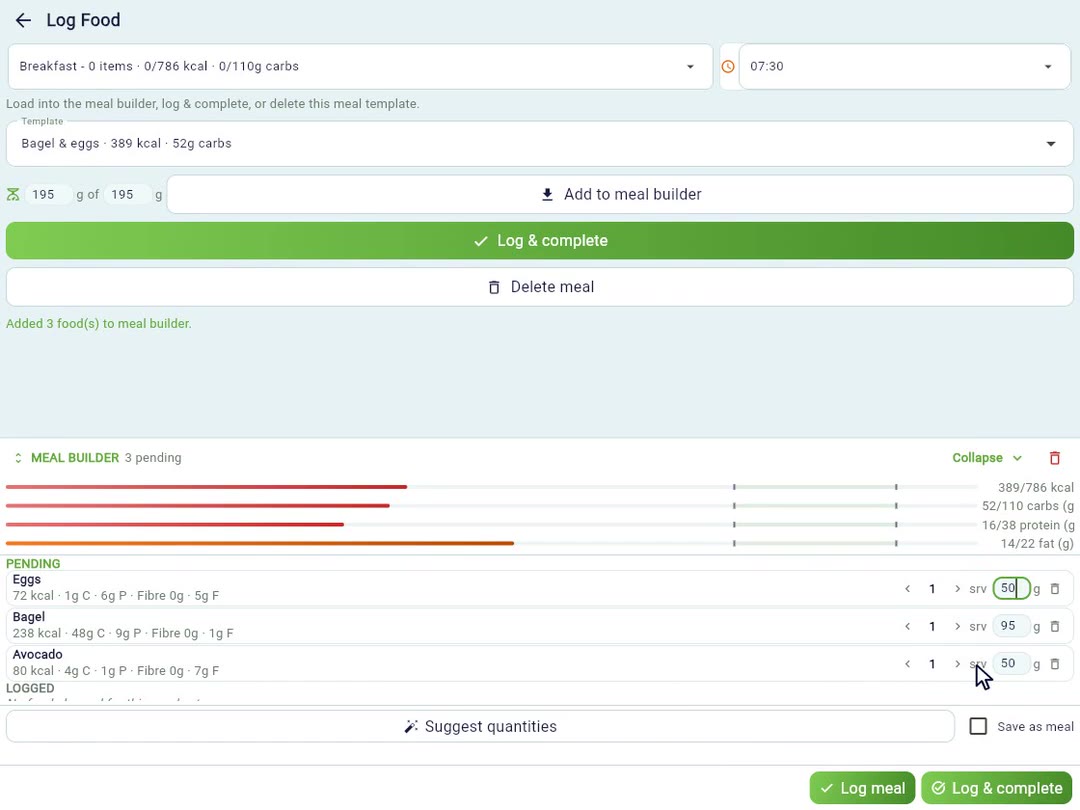 Log Food
Breakfast - 0 items · 0/786 kcal · 0/110g carbs
07:30
Load into the meal builder, log & complete, or delete this meal template.
Template
Bagel & eggs · 389 kcal · 52g carbs
195 g of 195 g
Add to meal builder
Log & complete
Delete meal
Added 3 food(s) to meal builder.
MEAL BUILDER 3 pending
Collapse
389/786 kcal
52/110 carbs (g
16/38 protein (g
14/22 fat (g)
PENDING
Eggs
72 kcal · 1g C · 6g P · Fibre 0g · 5g F
1 srv 50 g
Bagel
238 kcal · 48g C · 9g P · Fibre 0g · 1g F
1 srv 95 g
Avocado
80 kcal · 4g C · 1g P · Fibre 0g · 7g F
1 srv 50 g
LOGGED
Suggest quantities
Save as meal
Log meal
Log & complete